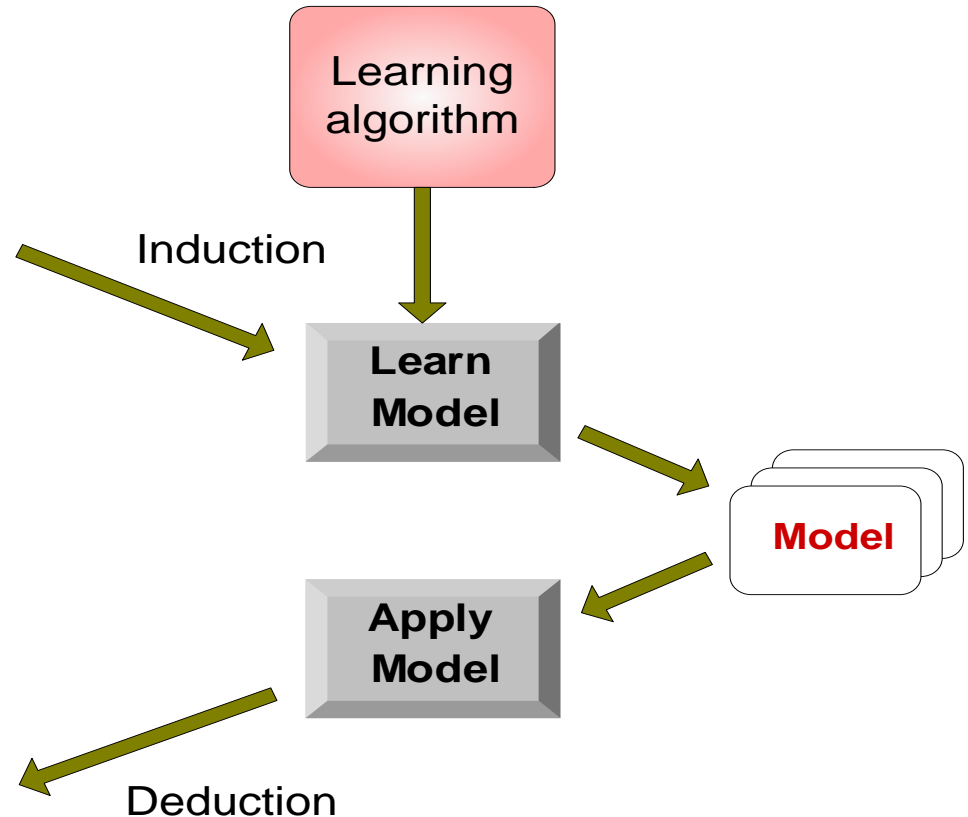 Learning
algorithm
Induction
Learn
Model
Model
Apply
Model
Deduction